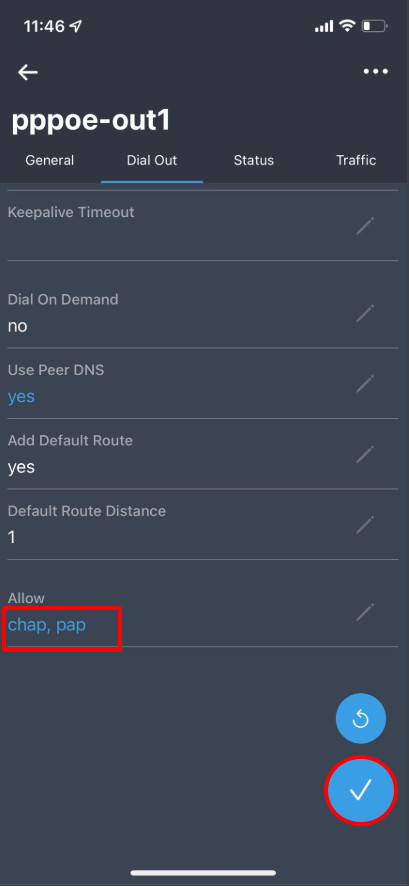 11:46
pppoe-out1
General Dial Out Status Traffic
Keepalive Timeout
Dial On Demand
no
Use Peer DNS
yes
Add Default Route
yes
Default Route Distance
1
Allow
chap, pap